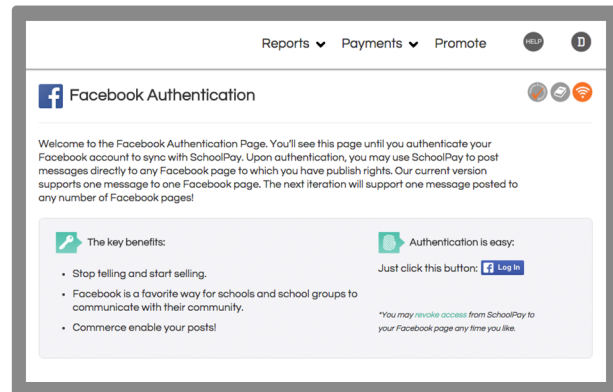 Reports Payments Promote HELP D
Facebook Authentication
Welcome to the Facebook Authentication Page. You'll see this page until you authenticate your
Facebook account to sync with SchoolPay. Upon authentication, you may use SchoolPay to post
messages directly to any Facebook page to which you have publish rights. Our current version
supports one message to one Facebook page. The next iteration will support one message posted to
any number of Facebook pages!
The key benefits:
• Stop telling and start selling.
• Facebook is a favorite way for schools and school groups to
communicate with their community.
• Commerce enable your posts!
Authentication is easy:
Just click this button: f Log In
*You may revoke access from SchoolPay to
your Facebook page any time you like.